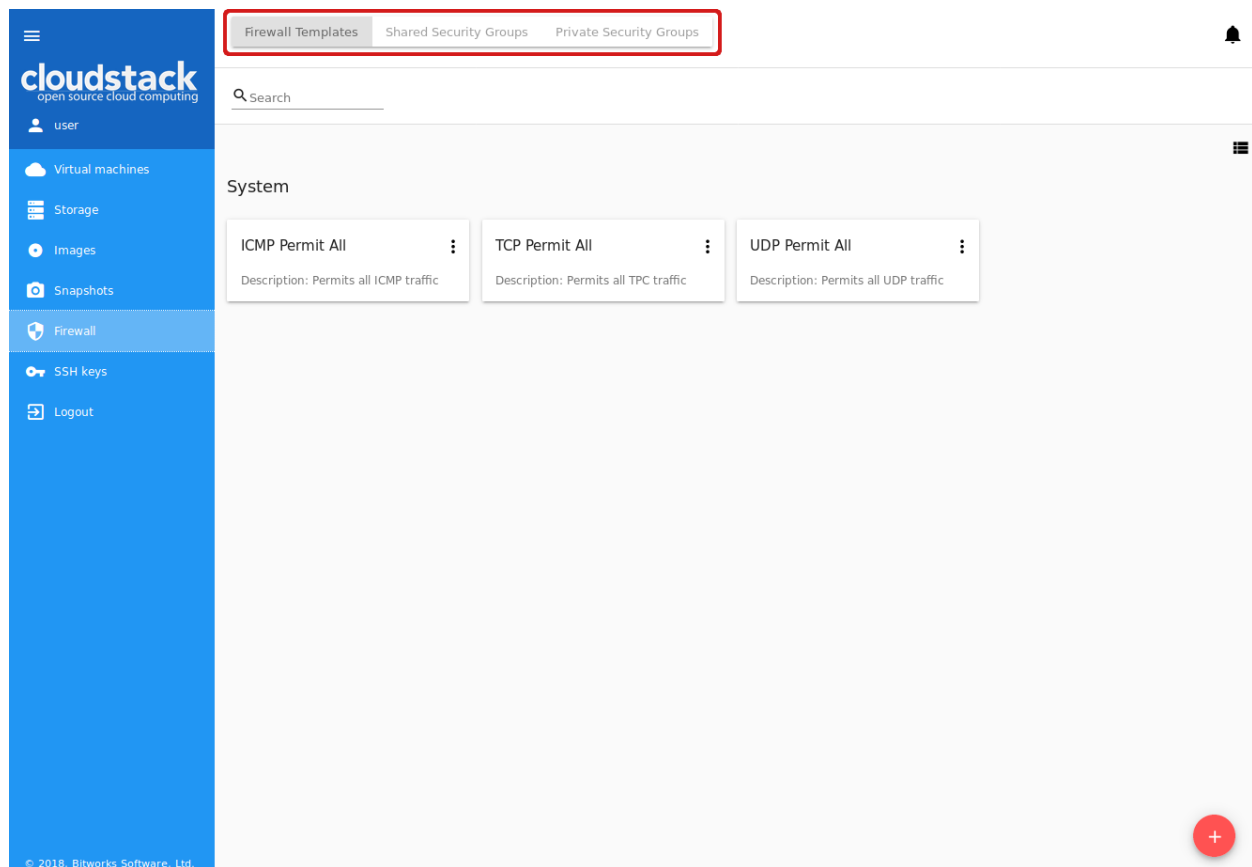 Firewall Templates Shared Security Groups Private Security Groups
cloudstack
open source cloud computing
user
Search
Virtual machines
Storage
Images
Snapshots
Firewall
SSH keys
Logout
System
ICMP Permit All
Description: Permits all ICMP traffic
TCP Permit All
Description: Permits all TPC traffic
UDP Permit All
Description: Permits all UDP traffic
© 2018. Bitworks Software, Ltd.